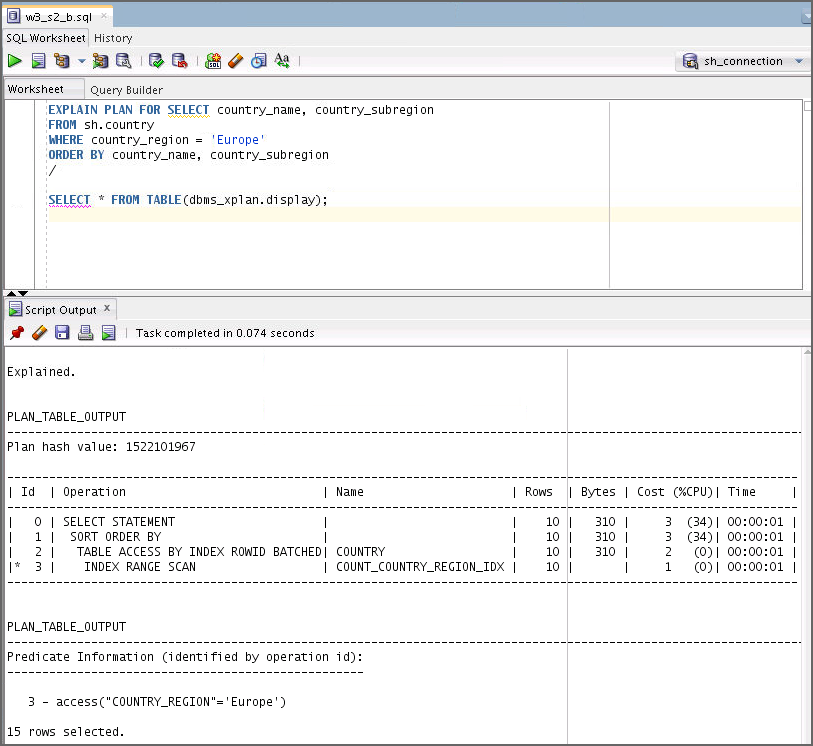 w3_s2_b.sql
SQL Worksheet History
sh_connection
Worksheet Query Builder
EXPLAIN PLAN FOR SELECT country_name, country_subregion
FROM sh.country
WHERE country_region = 'Europe'
ORDER BY country_name, country_subregion
/
SELECT * FROM TABLE(dbms_xplan.display);
Script Output x
Task completed in 0.074 seconds
Explained.
PLAN_TABLE_OUTPUT
--------------------------------------------------------------------------------
Plan hash value: 1522101967
--------------------------------------------------------------------------------
| Id | Operation | Name | Rows | Bytes | Cost (%CPU)| Time |
--------------------------------------------------------------------------------
| 0 | SELECT STATEMENT | | 10 | 310 | 3 (34)| 00:00:01 |
| 1 | SORT ORDER BY | | 10 | 310 | 3 (34)| 00:00:01 |
| 2 | TABLE ACCESS BY INDEX ROWID BATCHED| COUNTRY | 10 | 310 | 2 (0)| 00:00:01 |
|* 3 | INDEX RANGE SCAN | COUNT_COUNTRY_REGION_IDX | 10 | | 1 (0)| 00:00:01 |
--------------------------------------------------------------------------------
PLAN_TABLE_OUTPUT
--------------------------------------------------------------------------------
Predicate Information (identified by operation id):
---------------------------------------------------
3 - access("COUNTRY_REGION"='Europe')
15 rows selected.